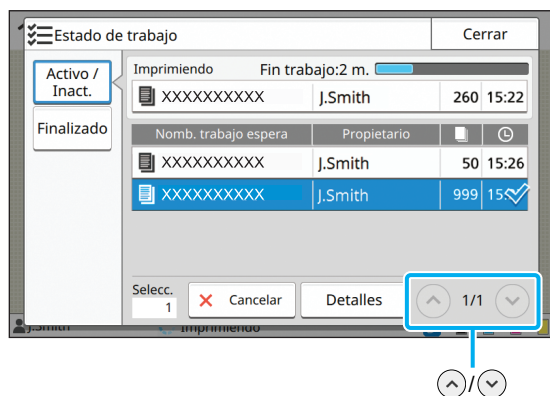 Estado de trabajo
Cerrar
Activo /
Inact.
Finalizado
Imprimiendo Fin trabajo:2 m.
XXXXXXXXXX J.Smith 260 15:22
Nomb. trabajo espera Propietario
XXXXXXXXXX J.Smith 50 15:26
XXXXXXXXXX J.Smith 999
Selecc.
1
Cancelar
Detalles
1/1
J.Smith Imprimiendo
/